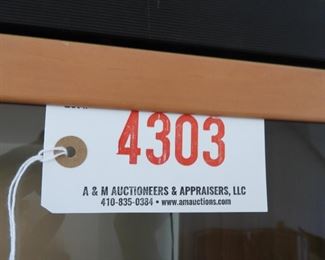 4303
A & M AUCTIONEERS & APPRAISERS, LLC
410-835-0384 • www.amauctions.com